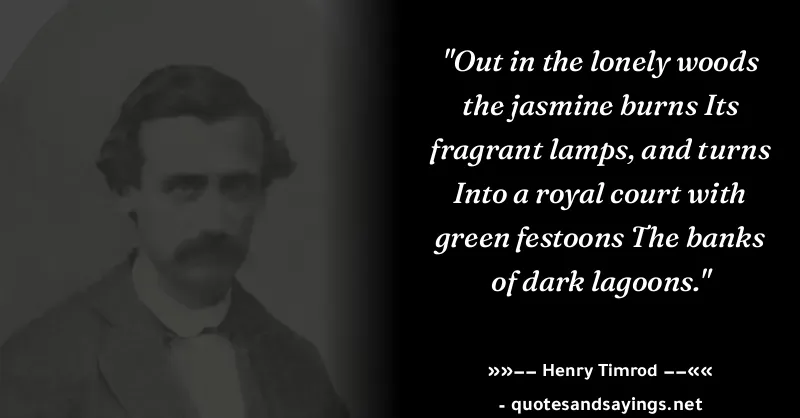 "Out in the lonely woods
the jasmine burns Its
fragrant lamps, and turns
Into a royal court with
green festoons The banks
of dark lagoons."
»»–– Henry Timrod ––««
- quotesandsayings.net